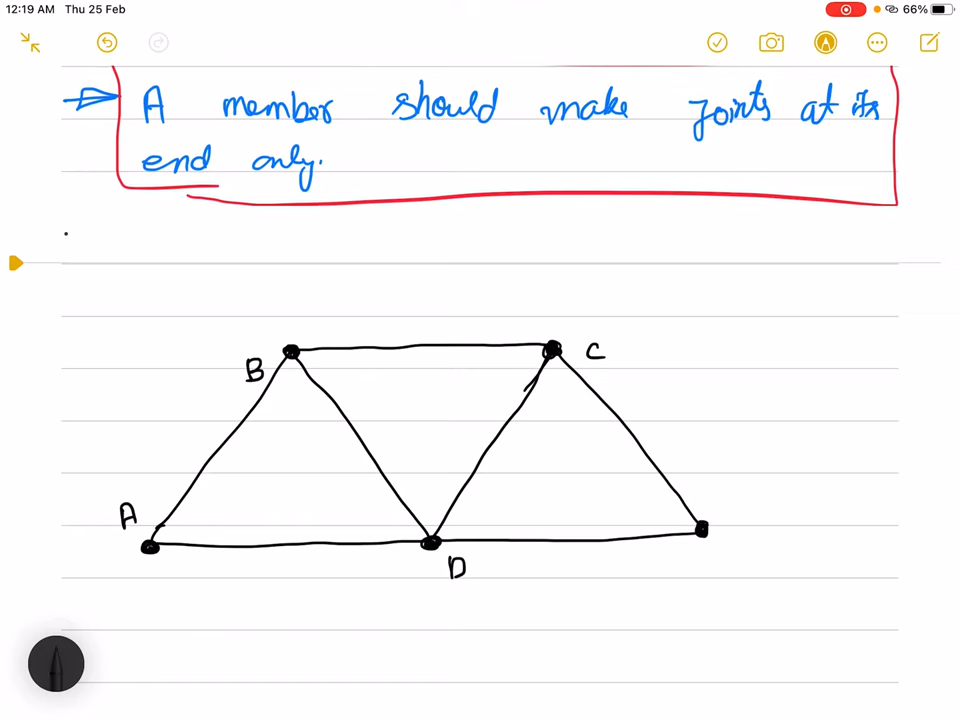 12:19 AM Thu 25 Feb
66%
A member should make joints at its
end only.
B
C
A
D